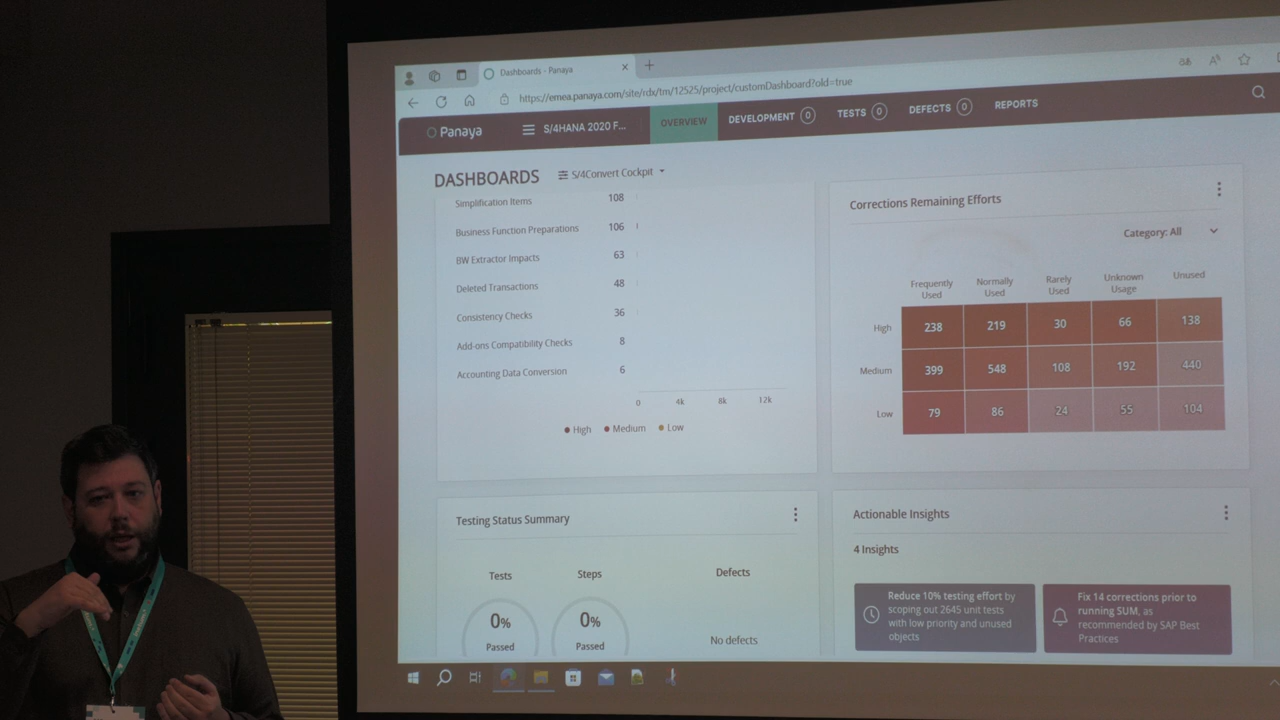 Dashboards - Panaya
https://emea.panaya.com/site/rdx/tm/12525/project/customDashboard?old=true
Panaya
S/4HANA 2020 F...
OVERVIEW
DEVELOPMENT 0
TESTS 0
DEFECTS 0
REPORTS
DASHBOARDS
S/4Convert Cockpit
Simplification Items 108
Business Function Preparations 106
BW Extractor Impacts 63
Deleted Transactions 48
Consistency Checks 36
Add-ons Compatibility Checks 8
Accounting Data Conversion 6
0 4k 8k 12k
High Medium Low
Corrections Remaining Efforts
Category: All
Frequently Used
Normally Used
Rarely Used
Unknown Usage
Unused
High 238 219 30 66 138
Medium 399 548 108 192 440
Low 79 86 24 55 104
Testing Status Summary
Tests Steps Defects
0% 0%
Passed Passed
No defects
Actionable Insights
4 Insights
Reduce 10% testing effort by
scoping out 2645 unit tests
with low priority and unused
objects
Fix 14 corrections prior to
running SUM, as
recommended by SAP Best
Practices